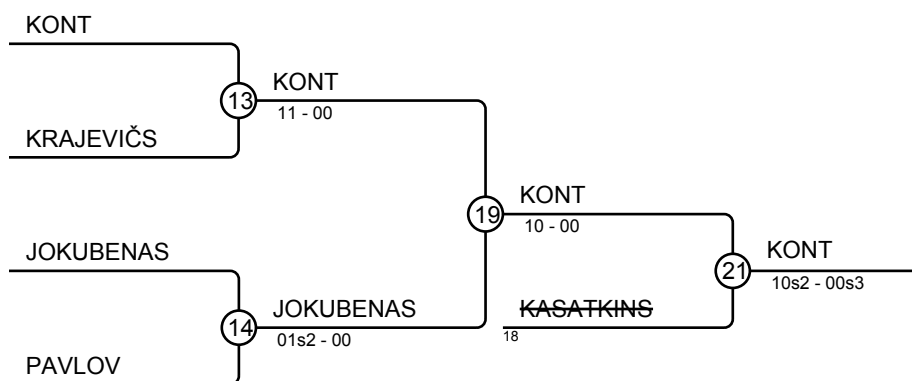 KONT
KONT
13
11 - 00
KRAJEVIČS
KONT
19
10 - 00
JOKUBENAS
KONT
21
10s2 - 00s3
JOKUBENAS
KASATKINS
14
01s2 - 00
18
PAVLOV